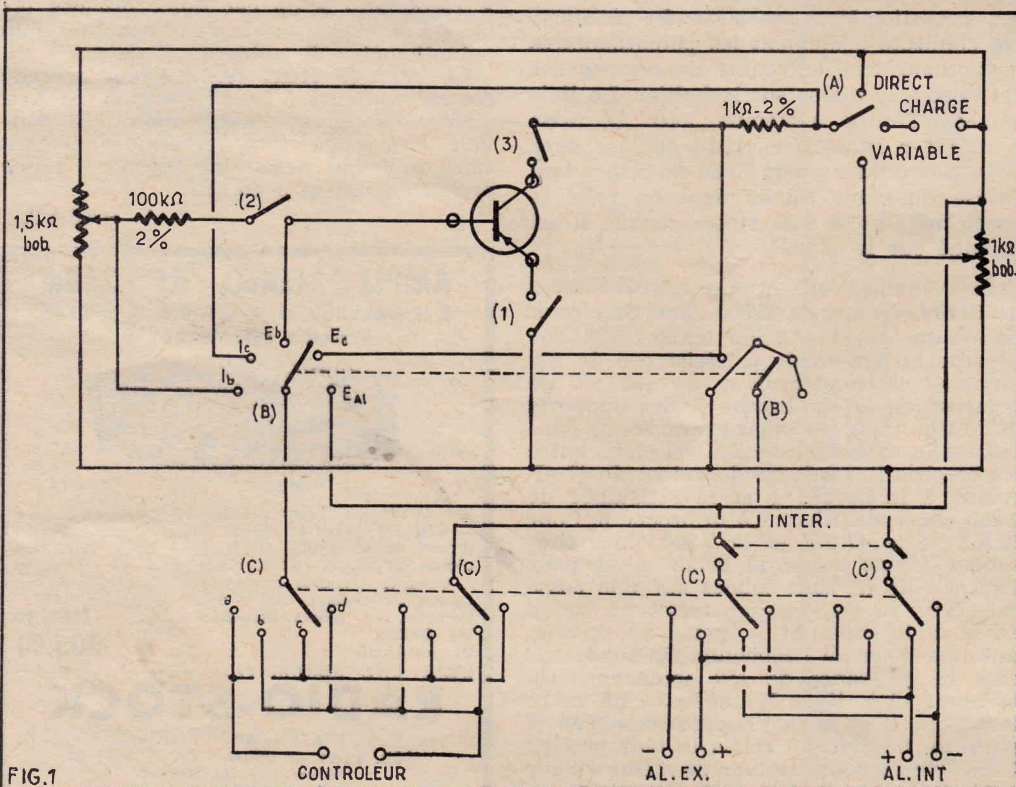 (A) DIRECT
1kΩ-2%
CHARGE
VARIABLE
(3)
1,5kΩ
bob.
100kΩ
2%
(2)
1kΩ
bob.
(1)
Eb
Ec
Ic
Ib
(B)
EAl
(B)
INTER.
(C)
(C)
(C)
(C)
a
b
c
d
- +
+ -
FIG.1
CONTROLEUR
AL. EX.
AL. INT